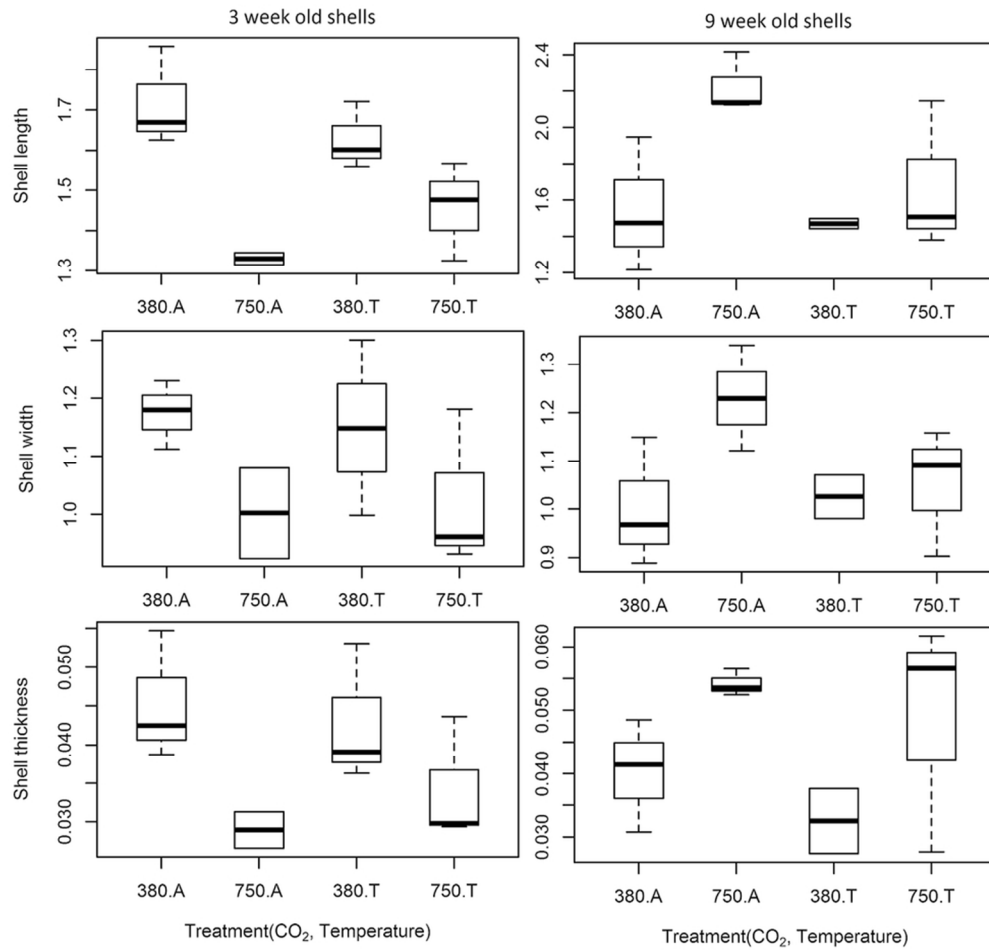 3 week old shells
9 week old shells
Shell length
1.7
1.5
1.3
380.A 750.A 380.T 750.T
2.4
2.0
1.6
1.2
380.A 750.A 380.T 750.T
Shell width
1.3
1.2
1.1
1.0
380.A 750.A 380.T 750.T
1.3
1.2
1.1
1.0
0.9
380.A 750.A 380.T 750.T
Shell thickness
0.050
0.040
0.030
380.A 750.A 380.T 750.T
0.060
0.050
0.040
0.030
380.A 750.A 380.T 750.T
Treatment(CO₂, Temperature)
Treatment(CO₂, Temperature)